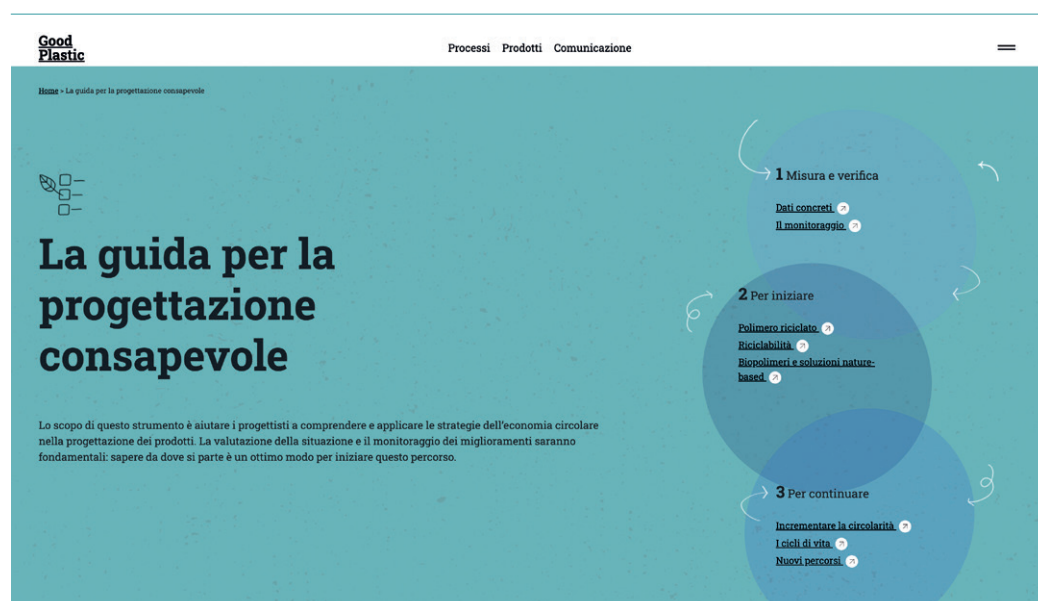 Good
Plastic
Processi Prodotti Comunicazione
Home » La guida per la progettazione consapevole
La guida per la
progettazione
consapevole
Lo scopo di questo strumento è aiutare i progettisti a comprendere e applicare le strategie dell'economia circolare
nella progettazione dei prodotti. La valutazione della situazione e il monitoraggio dei miglioramenti saranno
fondamentali: sapere da dove si parte è un ottimo modo per iniziare questo percorso.
1 Misura e verifica
Dati concreti
Il monitoraggio
2 Per iniziare
Polimero riciclato
Riciclabilità
Biopolimeri e soluzioni nature-
based
3 Per continuare
Incrementare la circolarità
I cicli di vita
Nuovi percorsi